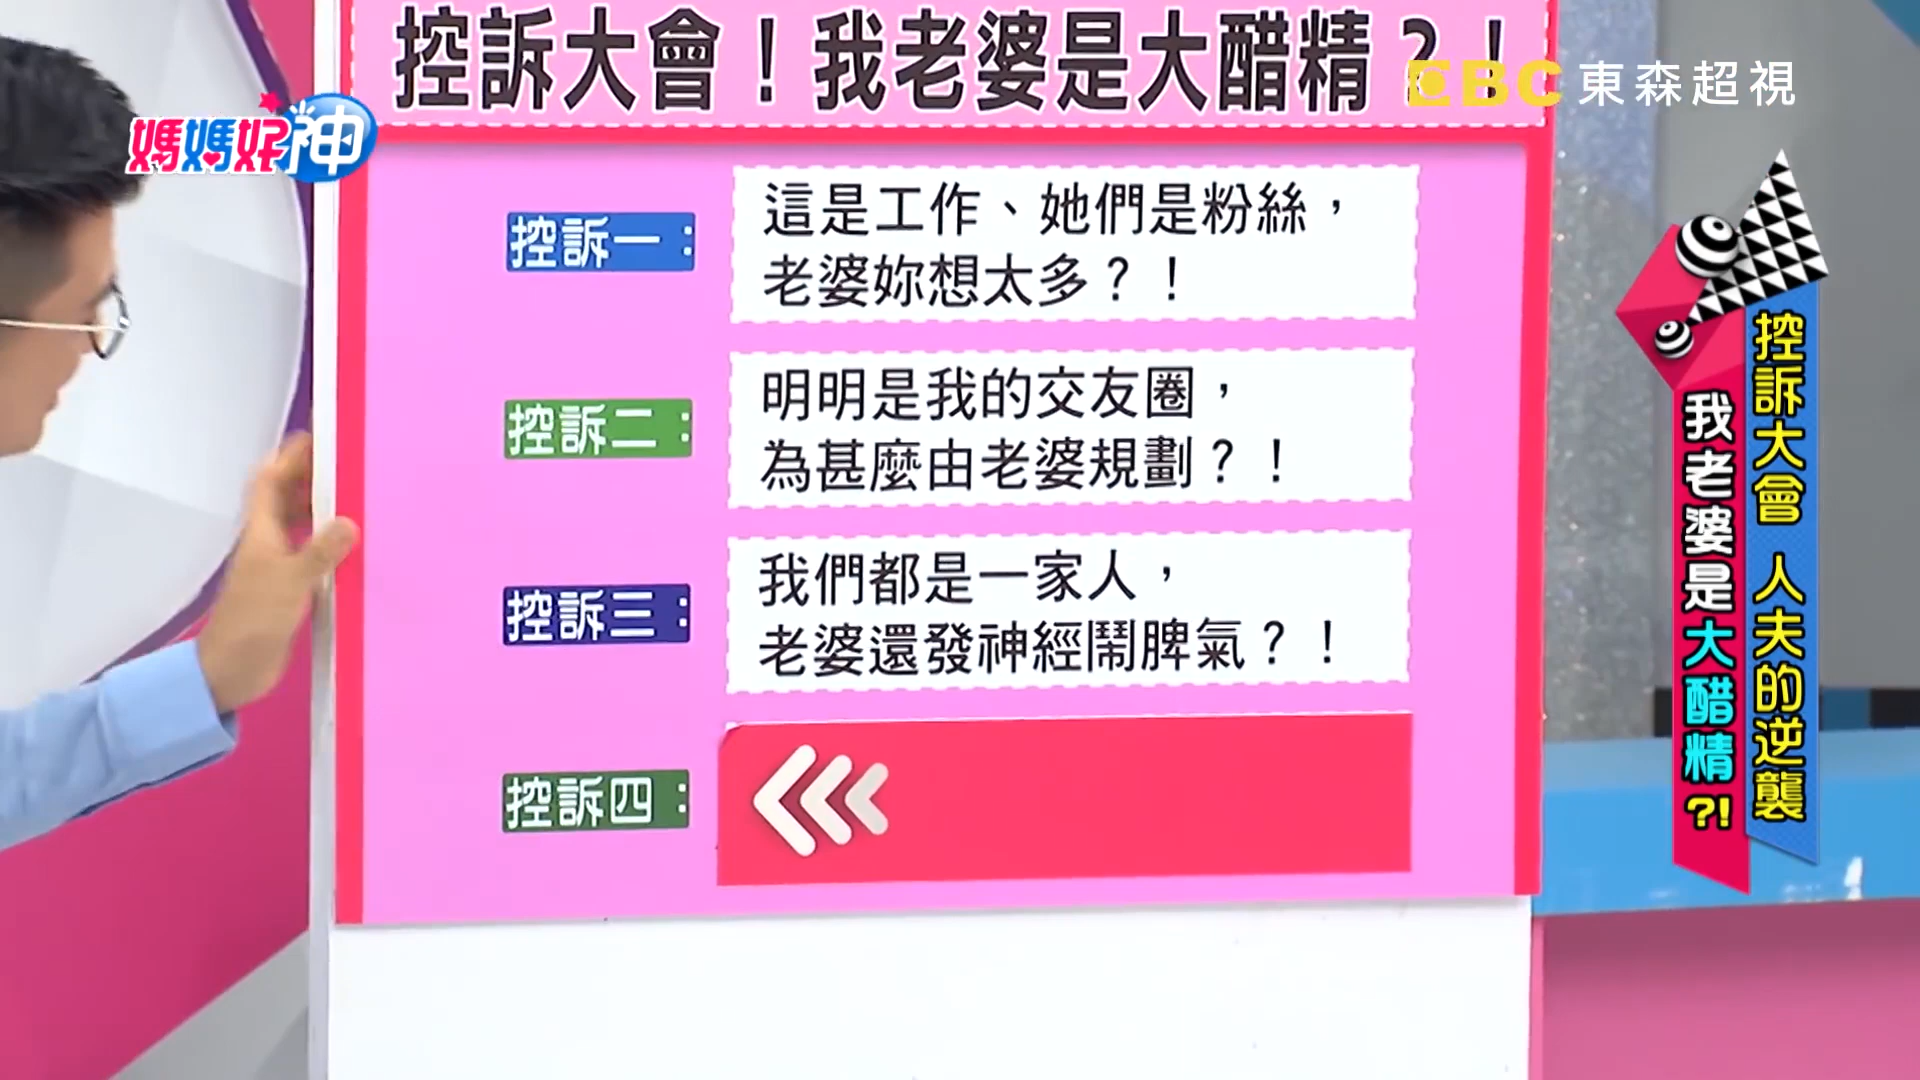 控訴大會！我老婆是大醋精？！
EBC 東森超視
媽媽好神
控訴一：
這是工作、她們是粉絲，
老婆妳想太多？！
控訴二：
明明是我的交友圈，
為甚麼由老婆規劃？！
控訴三：
我們都是一家人，
老婆還發神經鬧脾氣？！
控訴四：
控訴大會 人夫的逆襲
我老婆是大醋精?!